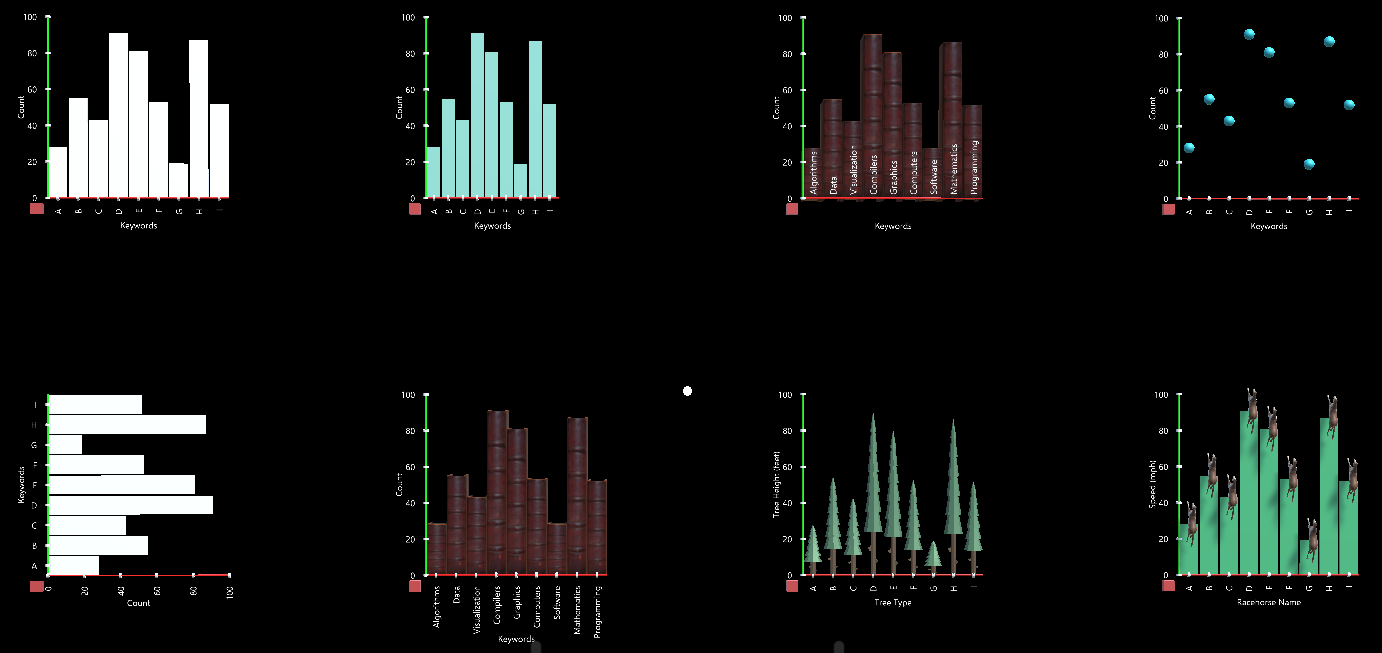 100
80
60
40
20
0
Count
A B C D E F G H I
Keywords
100
80
60
40
20
0
Count
A B C D E F G H I
Keywords
100
80
60
40
20
0
Count
Algorithms
Data
Visualization
Compilers
Graphics
Computers
Software
Mathematics
Programming
Keywords
100
80
60
40
20
0
Count
A B C D E F G H I
Keywords
I
H
G
F
E
D
C
B
A
Keywords
0 20 40 60 80 100
Count
100
80
60
40
20
0
Count
Algorithms
Data
Visualization
Compilers
Graphics
Computers
Software
Mathematics
Programming
Keywords
100
80
60
40
20
0
Tree Height (feet)
A B C D E F G H I
Tree Type
100
80
60
40
20
0
Speed (mph)
A B C D E F G H I
Racehorse Name